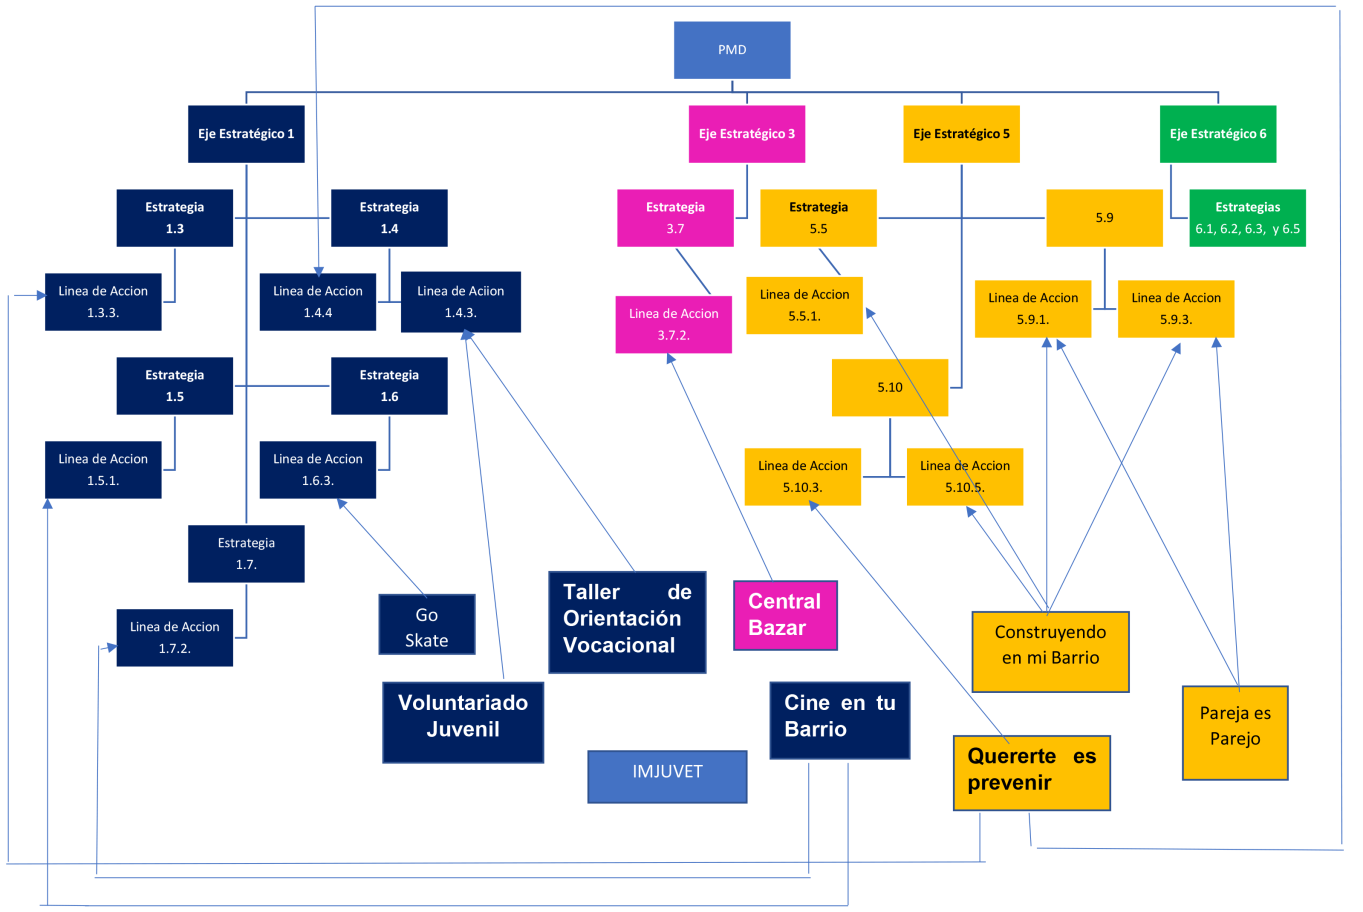 PMD
Eje Estratégico 1
Eje Estratégico 3
Eje Estratégico 5
Eje Estratégico 6
Estrategia
1.3
Estrategia
1.4
Estrategia
3.7
Estrategia
5.5
5.9
Estrategias
6.1, 6.2, 6.3, y 6.5
Linea de Accion
1.3.3.
Linea de Accion
1.4.4
Linea de Aciion
1.4.3.
Linea de Accion
3.7.2.
Linea de Accion
5.5.1.
Linea de Accion
5.9.1.
Linea de Accion
5.9.3.
Estrategia
1.5
Estrategia
1.6
5.10
Linea de Accion
1.5.1.
Linea de Accion
1.6.3.
Linea de Accion
5.10.3.
Linea de Accion
5.10.5.
Estrategia
1.7.
Linea de Accion
1.7.2.
Go
Skate
Taller de
Orientación
Vocacional
Central
Bazar
Construyendo
en mi Barrio
Voluntariado
Juvenil
Cine en tu
Barrio
Pareja es
Parejo
IMJUVET
Quererte es
prevenir